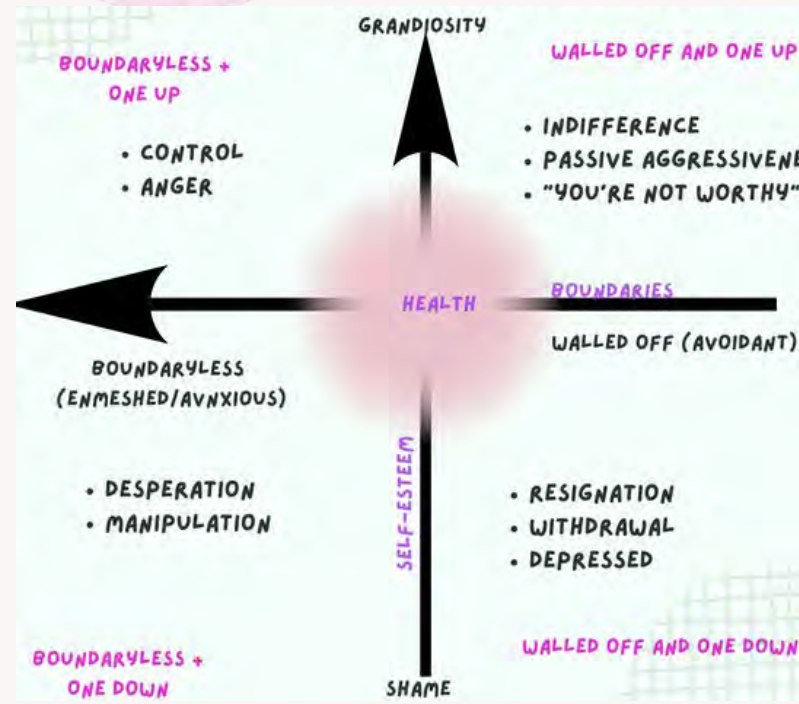 GRANDIOSITY
BOUNDARYLESS +
ONE UP
• CONTROL
• ANGER
WALLED OFF AND ONE UP
• INDIFFERENCE
• PASSIVE AGGRESSIVENE
• "YOU'RE NOT WORTHY"
HEALTH
BOUNDARIES
WALLED OFF (AVOIDANT)
BOUNDARYLESS
(ENMESHED/AVNXIOUS)
SELF-ESTEEM
• DESPERATION
• MANIPULATION
• RESIGNATION
• WITHDRAWAL
• DEPRESSED
BOUNDARYLESS +
ONE DOWN
WALLED OFF AND ONE DOWN
SHAME